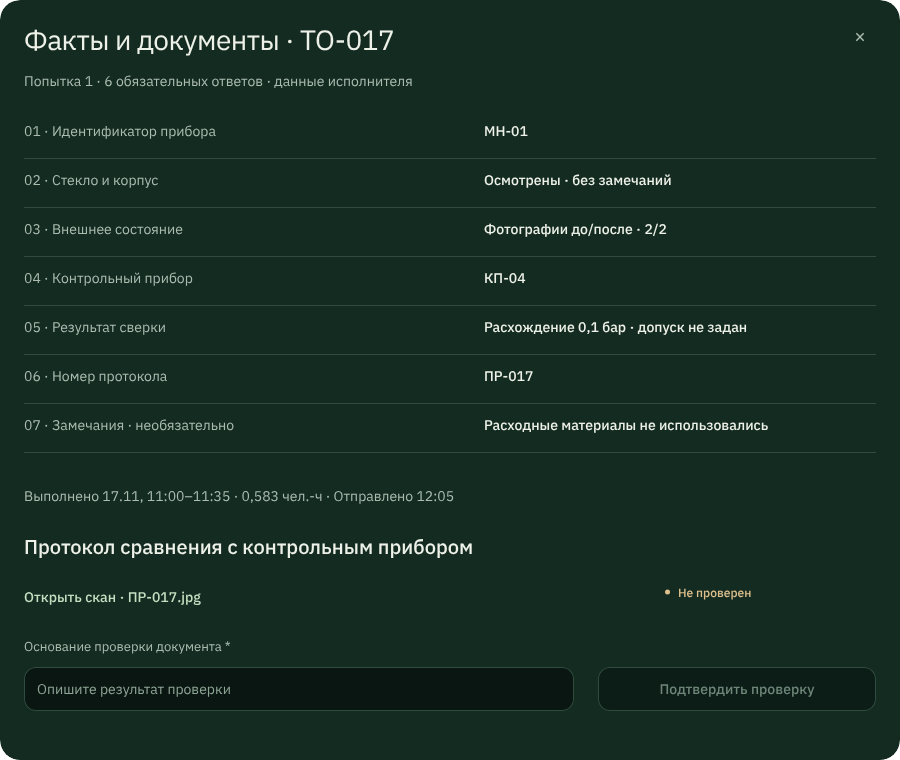 Факты и документы · ТО-017
×
Попытка 1 · 6 обязательных ответов · данные исполнителя
01 · Идентификатор прибора МН-01
02 · Стекло и корпус Осмотрены · без замечаний
03 · Внешнее состояние Фотографии до/после · 2/2
04 · Контрольный прибор КП-04
05 · Результат сверки Расхождение 0,1 бар · допуск не задан
06 · Номер протокола ПР-017
07 · Замечания · необязательно Расходные материалы не использовались
Выполнено 17.11, 11:00–11:35 · 0,583 чел.-ч · Отправлено 12:05
Протокол сравнения с контрольным прибором
Открыть скан · ПР-017.jpg • Не проверен
Основание проверки документа *
Опишите результат проверки Подтвердить проверку